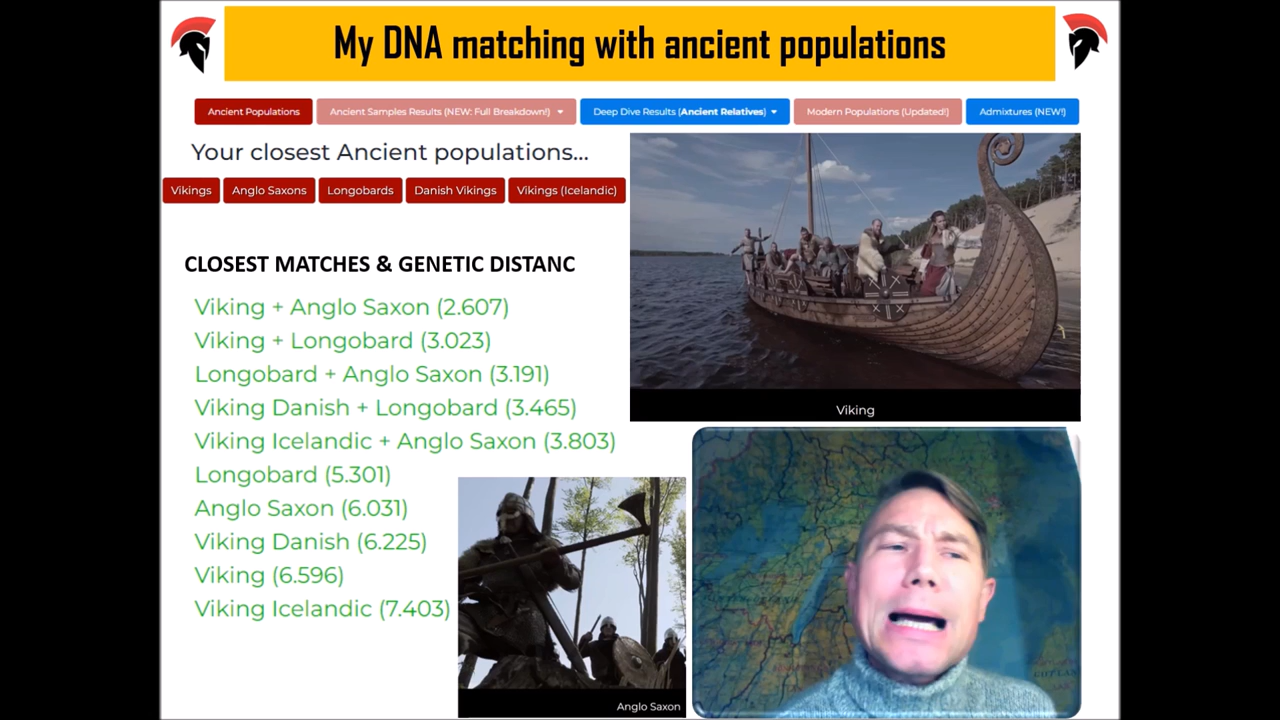 My DNA matching with ancient populations
Ancient Populations
Ancient Samples Results (NEW: Full Breakdown!)
Deep Dive Results (Ancient Relatives)
Modern Populations (Updated!)
Admixtures (NEW!)
Your closest Ancient populations...
Vikings
Anglo Saxons
Longobards
Danish Vikings
Vikings (Icelandic)
CLOSEST MATCHES & GENETIC DISTANC
Viking + Anglo Saxon (2.607)
Viking + Longobard (3.023)
Longobard + Anglo Saxon (3.191)
Viking Danish + Longobard (3.465)
Viking Icelandic + Anglo Saxon (3.803)
Longobard (5.301)
Anglo Saxon (6.031)
Viking Danish (6.225)
Viking (6.596)
Viking Icelandic (7.403)
Viking
Anglo Saxon